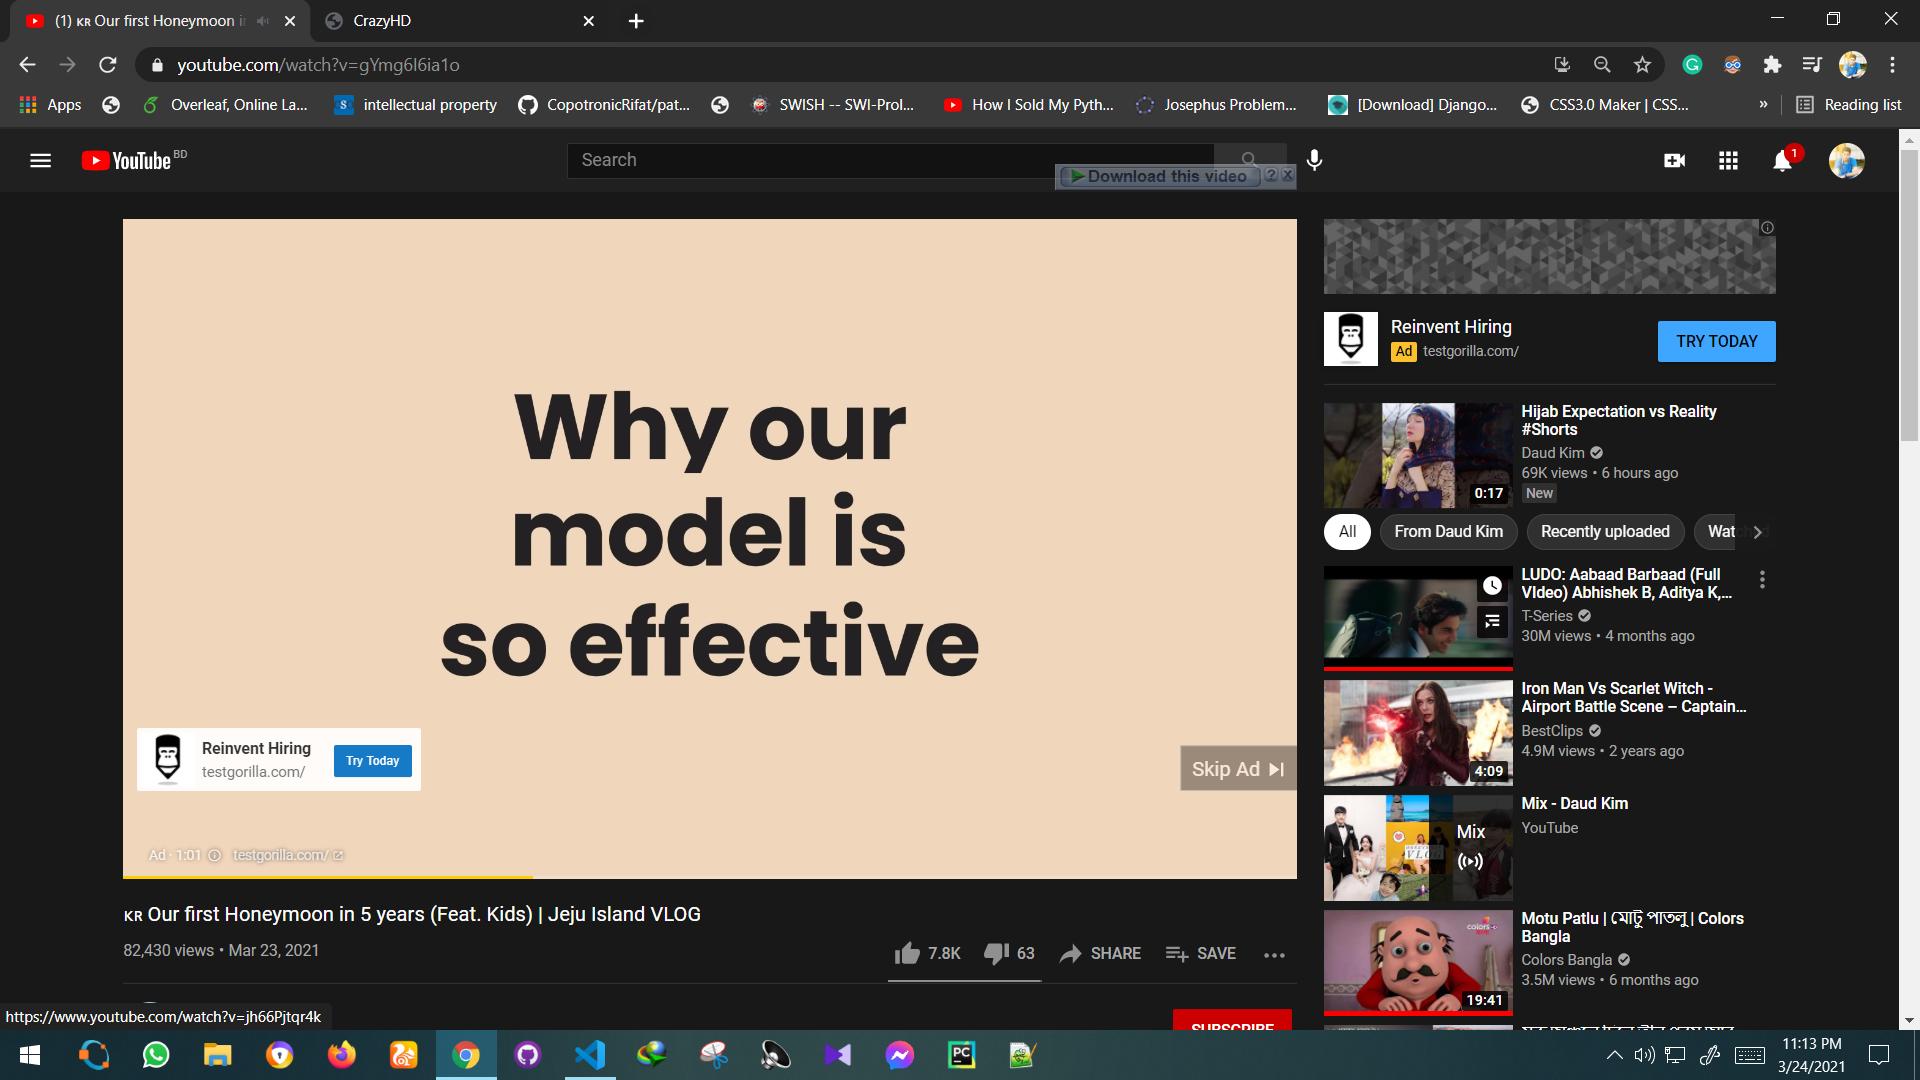 (1) ᴋʀ Our first Honeymoon i
CrazyHD
youtube.com/watch?v=gYmg6I6ia1o
Apps
Overleaf, Online La...
intellectual property
CopotronicRifat/pat...
SWISH -- SWI-Prol...
How I Sold My Pyth...
Josephus Problem...
[Download] Django...
CSS3.0 Maker | CSS...
»
Reading list
YouTube BD
Search
Download this video
1
Why our
model is
so effective
Reinvent Hiring
testgorilla.com/
Try Today
Skip Ad
Ad · 1:01
testgorilla.com/
ᴋʀ Our first Honeymoon in 5 years (Feat. Kids) | Jeju Island VLOG
82,430 views • Mar 23, 2021
7.8K
63
SHARE
SAVE
SUBSCRIBE
Reinvent Hiring
Ad testgorilla.com/
TRY TODAY
Hijab Expectation vs Reality
#Shorts
Daud Kim
69K views • 6 hours ago
New
0:17
All
From Daud Kim
Recently uploaded
Wat
LUDO: Aabaad Barbaad (Full
VIdeo) Abhishek B, Aditya K,...
T-Series
30M views • 4 months ago
Iron Man Vs Scarlet Witch -
Airport Battle Scene – Captain...
BestClips
4.9M views • 2 years ago
4:09
Mix - Daud Kim
YouTube
Mix
Motu Patlu | মোটু পাতলু | Colors
Bangla
Colors Bangla
3.5M views • 6 months ago
19:41
https://www.youtube.com/watch?v=jh66Pjtqr4k
PC
11:13 PM
3/24/2021